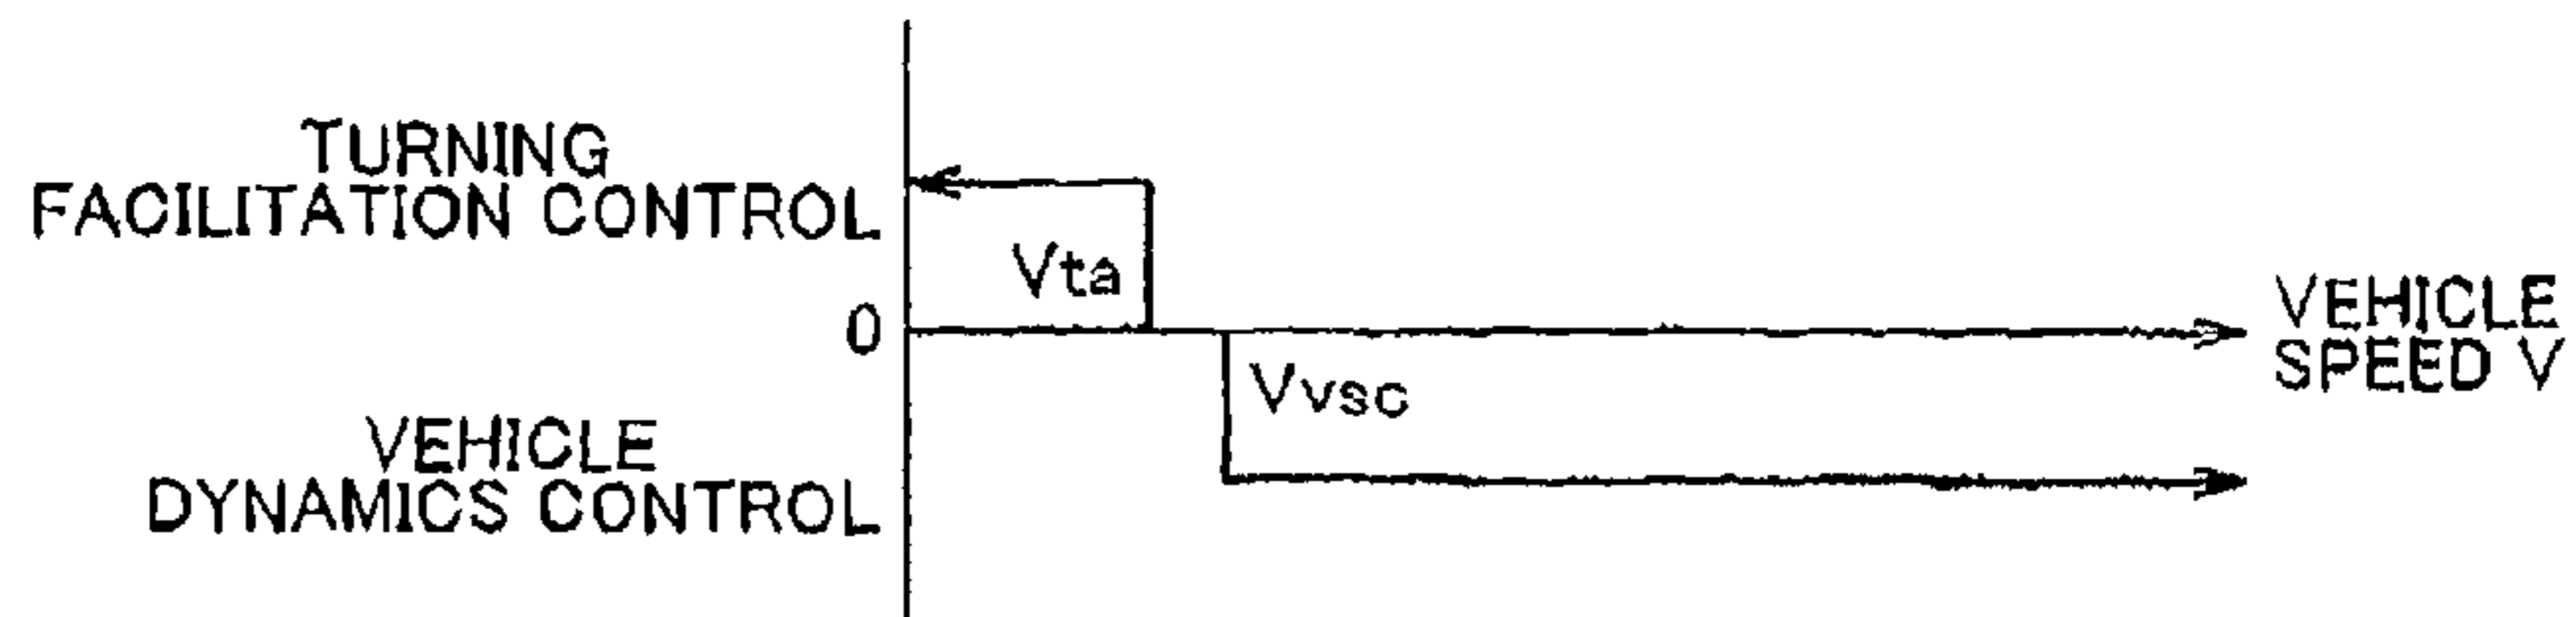 TURNING
FACILITATION CONTROL
Vta
0
VEHICLE
SPEED V
Vvsc
VEHICLE
DYNAMICS CONTROL